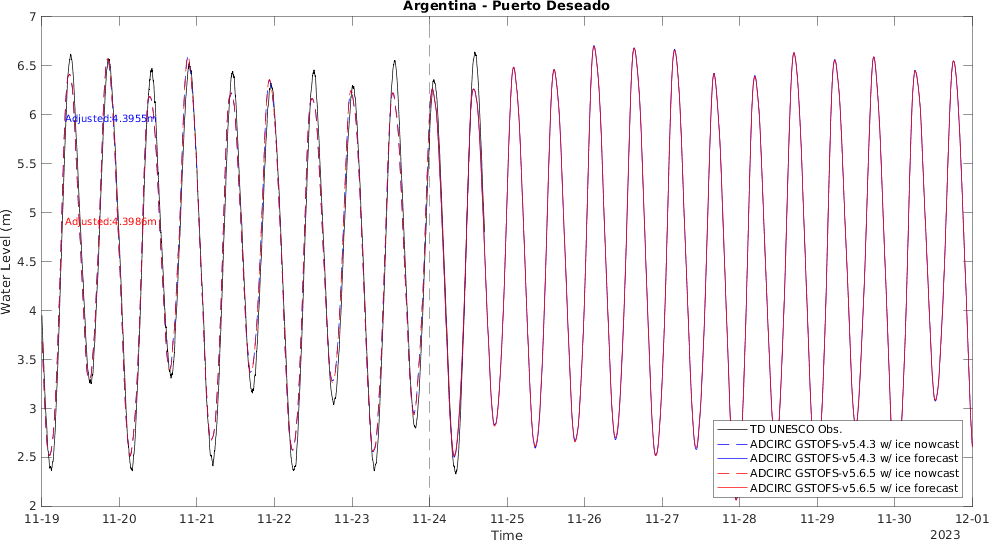 Argentina - Puerto Deseado
7
6.5
6
5.5
5
4.5
4
3.5
3
2.5
2
Water Level (m)
Adjusted:4.3955m
Adjusted:4.3986m
TD UNESCO Obs.
ADCIRC GSTOFS-v5.4.3 w/ ice nowcast
ADCIRC GSTOFS-v5.4.3 w/ ice forecast
ADCIRC GSTOFS-v5.6.5 w/ ice nowcast
ADCIRC GSTOFS-v5.6.5 w/ ice forecast
11-19 11-20 11-21 11-22 11-23 11-24 11-25 11-26 11-27 11-28 11-29 11-30 12-01
Time
2023